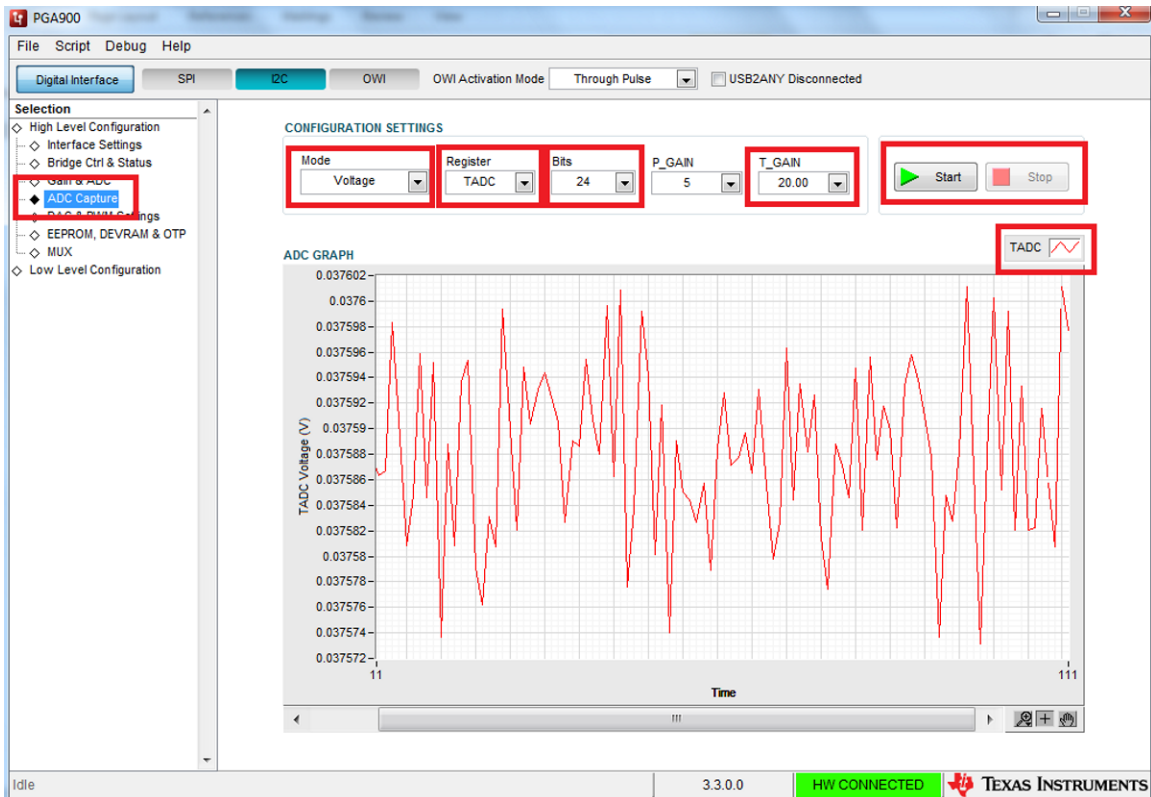 PGA900
File Script Debug Help
Digital Interface SPI I2C OWI OWI Activation Mode Through Pulse USB2ANY Disconnected
Selection
High Level Configuration
Interface Settings
Bridge Ctrl & Status
Gain & ADC
ADC Capture
DAC & PWM Settings
EEPROM, DEVRAM & OTP
MUX
Low Level Configuration
CONFIGURATION SETTINGS
Mode Register Bits P_GAIN T_GAIN
Voltage TADC 24 5 20.00 Start Stop
TADC
ADC GRAPH
0.037602
0.0376
0.037598
0.037596
0.037594
0.037592
0.03759
0.037588
0.037586
0.037584
0.037582
0.03758
0.037578
0.037576
0.037574
0.037572
TADC Voltage (V)
11 111
Time
Idle 3.3.0.0 HW CONNECTED TEXAS INSTRUMENTS